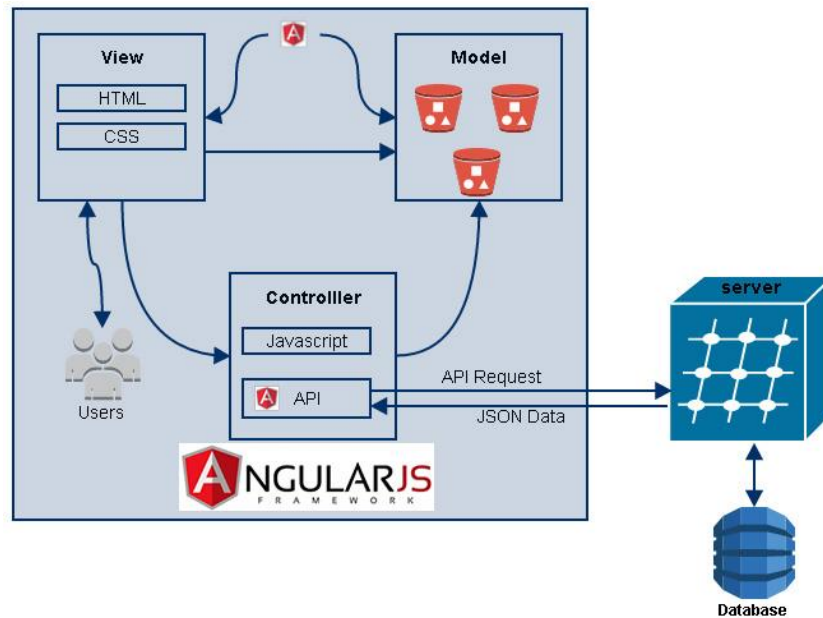 View
HTML
CSS
Model
Controlller
Javascript
API
Users
API Request
JSON Data
server
Database
ANGULARJS
FRAMEWORK